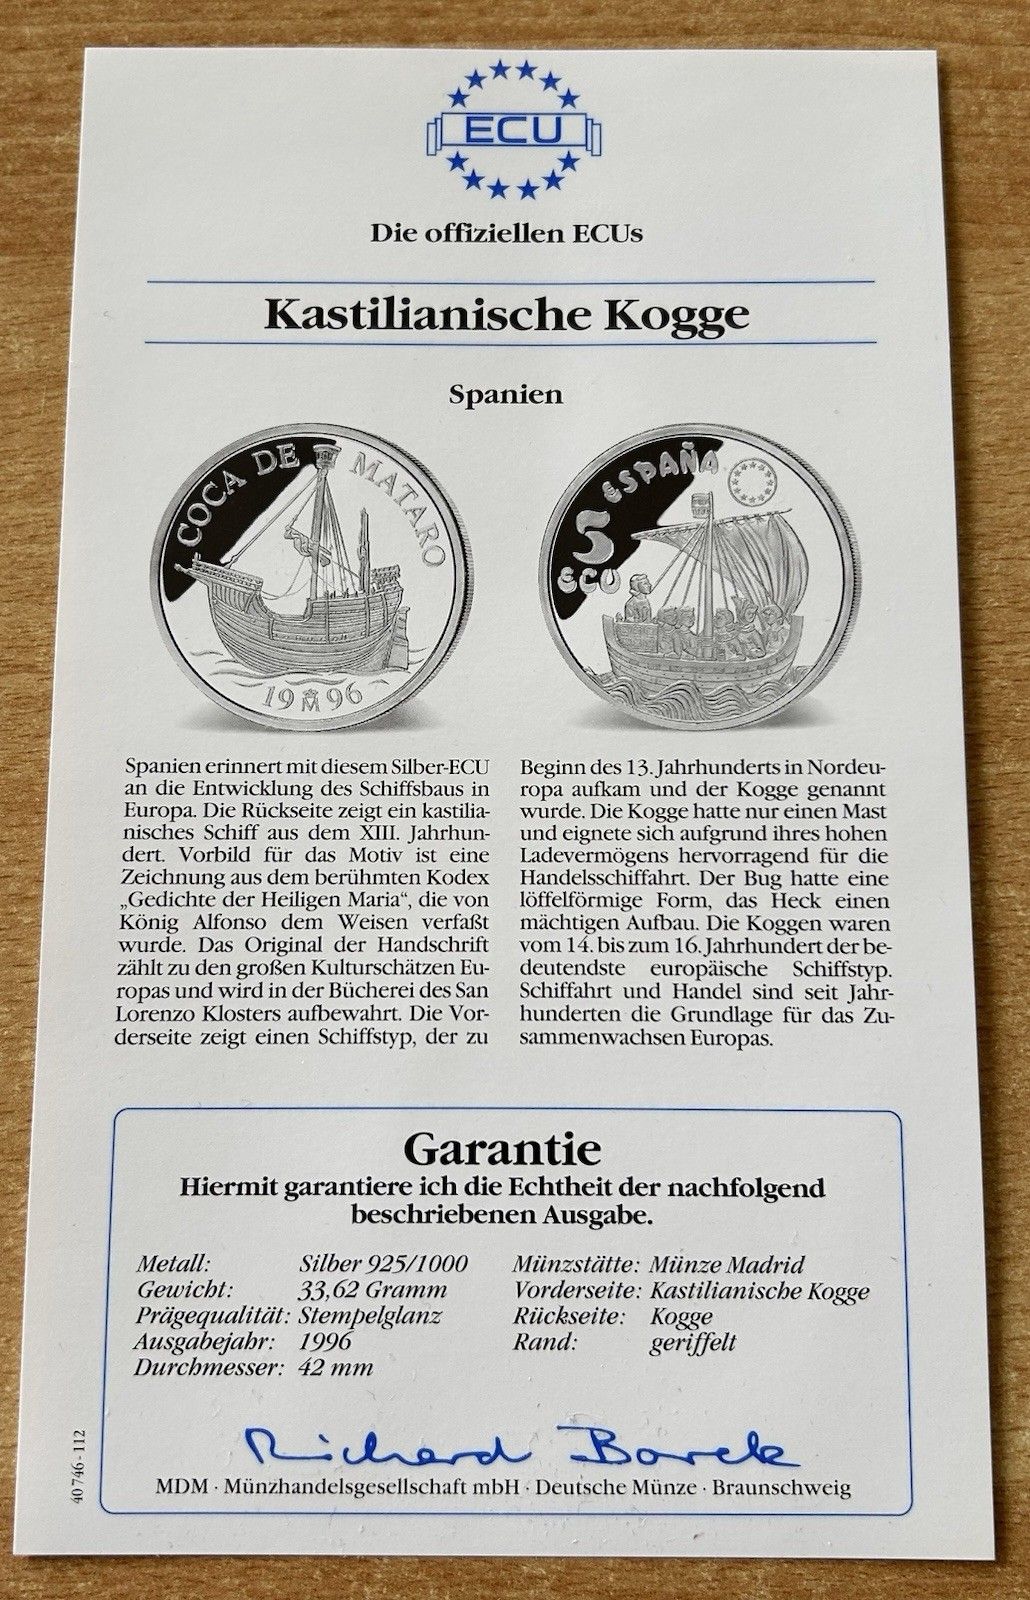 ECU
Die offiziellen ECUs
Kastilianische Kogge
Spanien
COCA DE MATARO
19 M 96
ESPAÑA
5
ECU
Spanien erinnert mit diesem Silber-ECU
an die Entwicklung des Schiffsbaus in
Europa. Die Rückseite zeigt ein kastilia-
nisches Schiff aus dem XIII. Jahrhun-
dert. Vorbild für das Motiv ist eine
Zeichnung aus dem berühmten Kodex
„Gedichte der Heiligen Maria“, die von
König Alfonso dem Weisen verfaßt
wurde. Das Original der Handschrift
zählt zu den großen Kulturschätzen Eu-
ropas und wird in der Bücherei des San
Lorenzo Klosters aufbewahrt. Die Vor-
derseite zeigt einen Schiffstyp, der zu
Beginn des 13. Jahrhunderts in Nordeu-
ropa aufkam und der Kogge genannt
wurde. Die Kogge hatte nur einen Mast
und eignete sich aufgrund ihres hohen
Ladevermögens hervorragend für die
Handelsschiffahrt. Der Bug hatte eine
löffelförmige Form, das Heck einen
mächtigen Aufbau. Die Koggen waren
vom 14. bis zum 16. Jahrhundert der be-
deutendste europäische Schiffstyp.
Schiffahrt und Handel sind seit Jahr-
hunderten die Grundlage für das Zu-
sammenwachsen Europas.
Garantie
Hiermit garantiere ich die Echtheit der nachfolgend
beschriebenen Ausgabe.
Metall: Silber 925/1000
Gewicht: 33,62 Gramm
Prägequalität: Stempelglanz
Ausgabejahr: 1996
Durchmesser: 42 mm
Münzstätte: Münze Madrid
Vorderseite: Kastilianische Kogge
Rückseite: Kogge
Rand: geriffelt
Richard Borek
MDM · Münzhandelsgesellschaft mbH · Deutsche Münze · Braunschweig
40 746 - 112